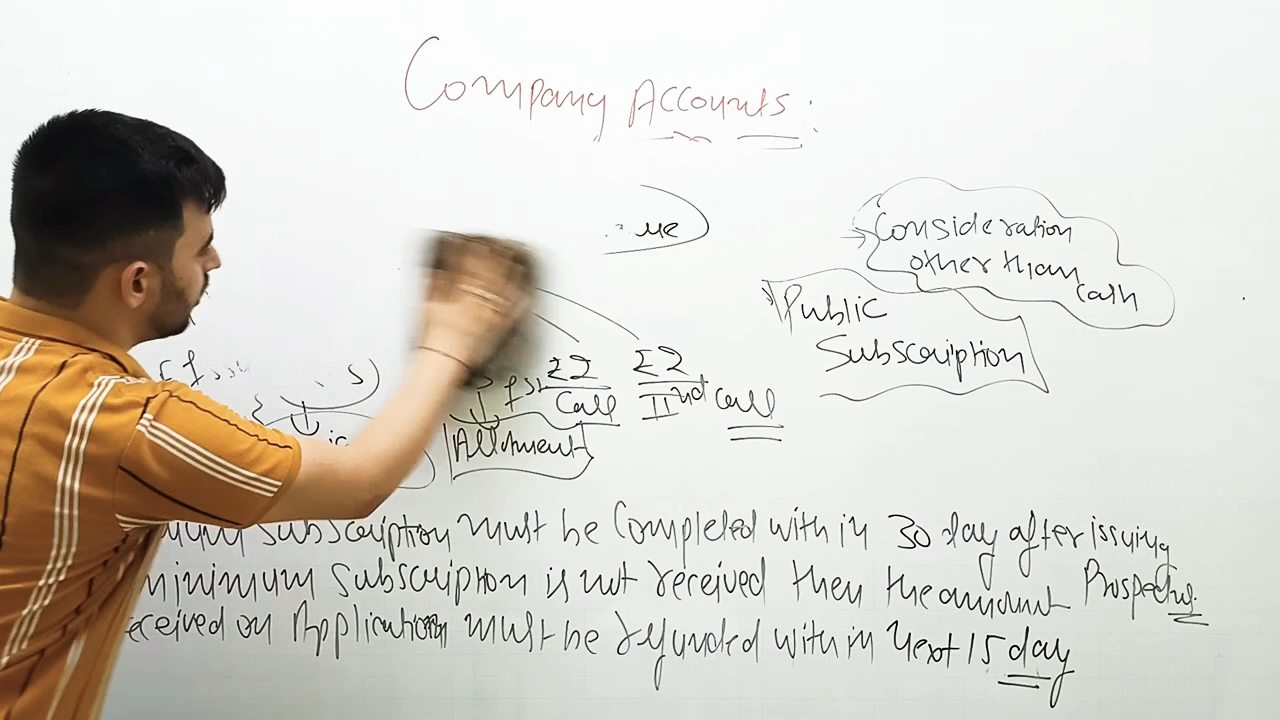 Company Accounts:
Consideration
other than
cash
Public
Subscription
22
22
Call
IInd Call
Allotment
Subscription must be Completed with in 30 day after issuing
Prospectus.
minimum Subscription is not received then the amount
received on Application must be refunded with in Next 15 day